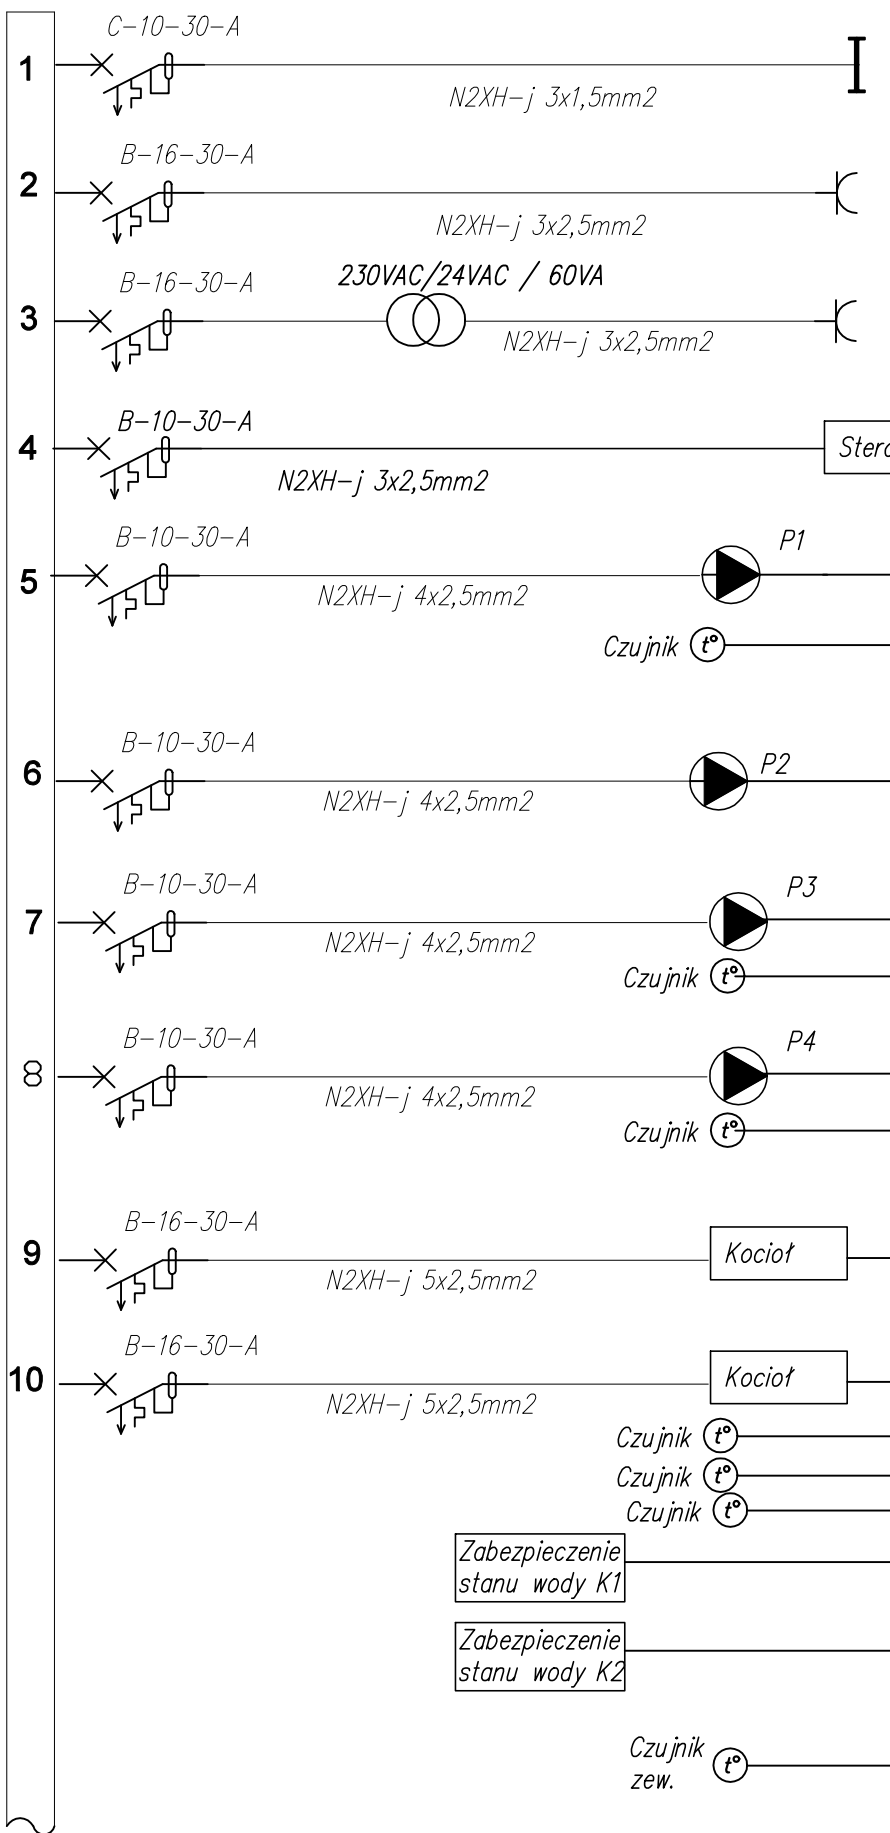 C-10-30-A
1
N2XH-j 3x1,5mm2
B-16-30-A
2
N2XH-j 3x2,5mm2
B-16-30-A
230VAC/24VAC / 60VA
3
N2XH-j 3x2,5mm2
B-10-30-A
4
Stero
N2XH-j 3x2,5mm2
B-10-30-A
P1
5
N2XH-j 4x2,5mm2
Czujnik t°
B-10-30-A
P2
6
N2XH-j 4x2,5mm2
B-10-30-A
P3
7
N2XH-j 4x2,5mm2
Czujnik t°
B-10-30-A
P4
8
N2XH-j 4x2,5mm2
Czujnik t°
B-16-30-A
9
Kocioł
N2XH-j 5x2,5mm2
B-16-30-A
10
Kocioł
N2XH-j 5x2,5mm2
Czujnik t°
Czujnik t°
Czujnik t°
Zabezpieczenie
stanu wody K1
Zabezpieczenie
stanu wody K2
Czujnik
zew.
t°